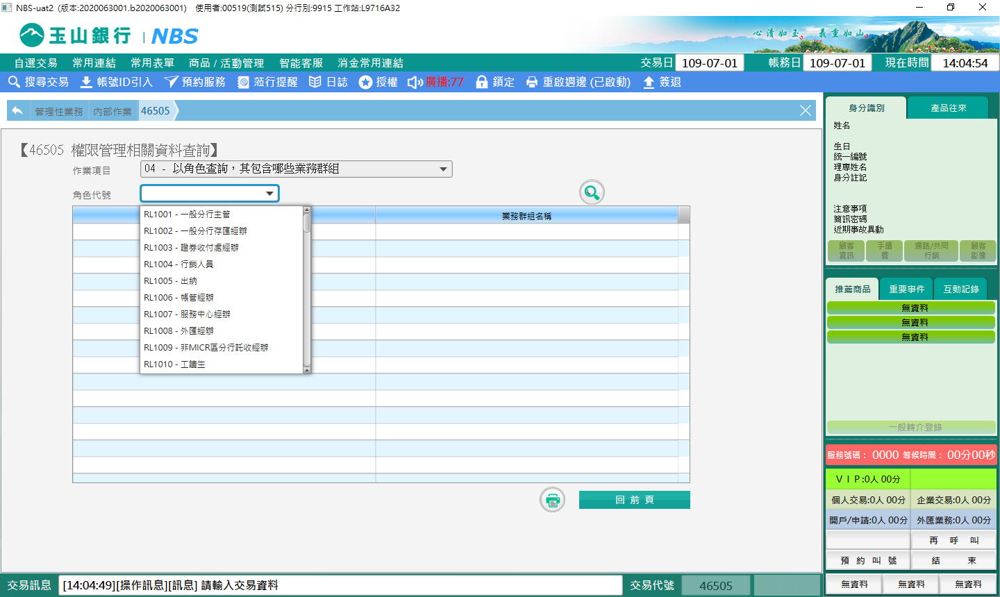 NBS-uat2 (版本:2020063001.b2020063001) 使用者:00519(測試515) 分行別:9915 工作站:L9716A32
玉山銀行 | NBS
心清如玉。義重如山。
自選交易 常用連結 常用表單 商品 / 活動管理 智能客服 消金常用連結 交易日 109-07-01 帳務日 109-07-01 現在時間 14:04:54
搜尋交易 帳號ID引入 預約服務 @ 蒞行提醒 日誌 授權 廣播:77 鎖定 重啟週邊 (已啟動) 簽退
管理性業務 內部作業 46505
【46505 權限管理相關資料查詢】
作業項目 04 - 以角色查詢，其包含哪些業務群組
角色代號
業務群組名稱
RL1001 - 一般分行主管
RL1002 - 一般分行存匯經辦
RL1003 - 證券收付處經辦
RL1004 - 行銷人員
RL1005 - 出納
RL1006 - 帳管經辦
RL1007 - 服務中心經辦
RL1008 - 外匯經辦
RL1009 - 非MICR區分行託收經辦
RL1010 - 工讀生
回 前 頁
身分識別 產品往來
姓名
生日
統一編號
理專姓名
身分註記
注意事項
簡訊密碼
近期事故異動
顧客資訊 手續費 通路/共同行銷 顧客影像
推薦商品 重要事件 互動記錄
無資料
無資料
無資料
一般轉介登錄
服務號碼： 0000 等候時間： 00分00秒
ＶＩＰ:0人 00分
個人交易:0人 00分 企業交易:0人 00分
開戶/申請:0人 00分 外匯業務:0人 00分
再 呼 叫
預 約 叫 號 結 束
交易訊息 [14:04:49][操作訊息][訊息] 請輸入交易資料 交易代號 46505
無資料 無資料 無資料